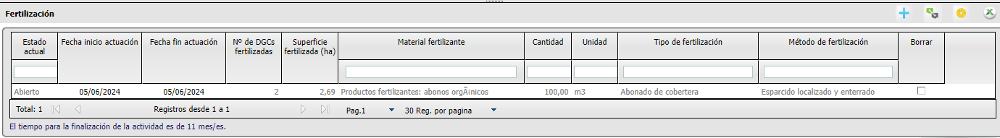 Fertilización
Estado actual
Fecha inicio actuación
Fecha fin actuación
Nº de DGCs fertilizadas
Superficie fertilizada (ha)
Material fertilizante
Cantidad
Unidad
Tipo de fertilización
Método de fertilización
Borrar
Abierto 05/06/2024 05/06/2024 2 2,69 Productos fertilizantes: abonos orgÃinicos 100,00 m3 Abonado de cobertera Esparcido localizado y enterrado
Total: 1 Registros desde 1 a 1 Pag.1 30 Reg. por pagina
El tiempo para la finalización de la actividad es de 11 mes/es.